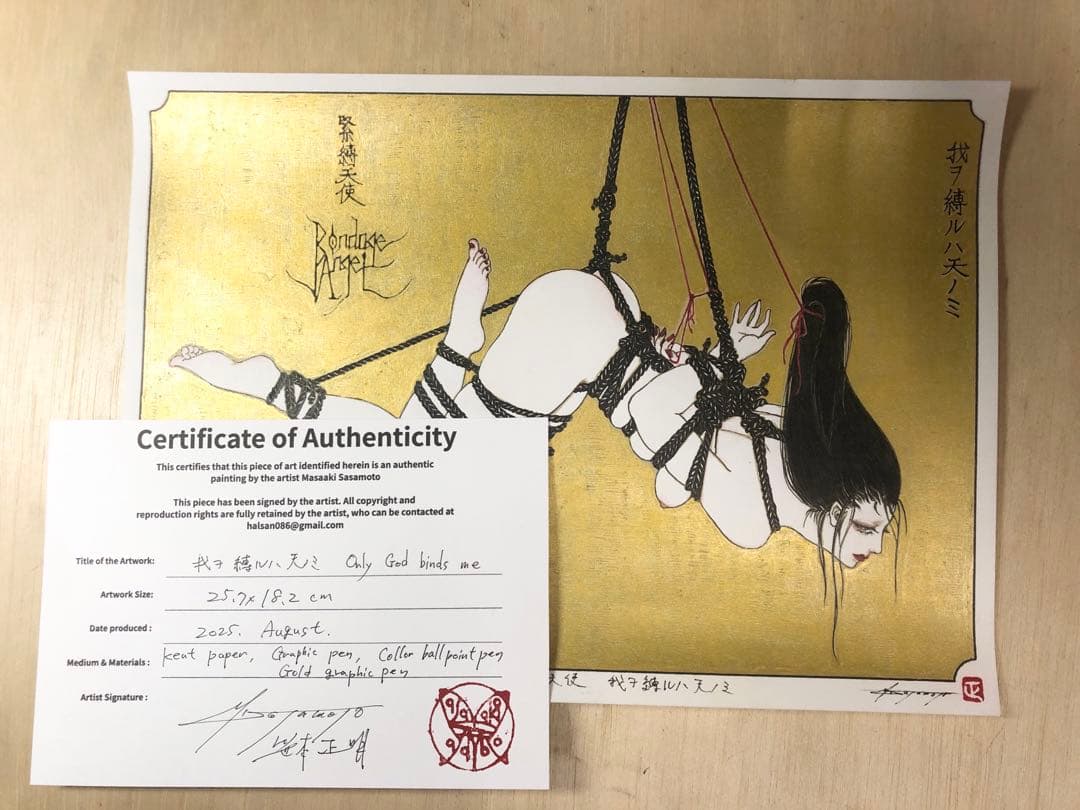 緊縛天使
Bondage
Angel
我ヲ縛ルハ天ノミ
Certificate of Authenticity
This certifies that this piece of art identified herein is an authentic
painting by the artist Masaaki Sasamoto
This piece has been signed by the artist. All copyright and
reproduction rights are fully retained by the artist, who can be contacted at
halsan086@gmail.com
Title of the Artwork: 我ヲ縛ルハ天ノミ Only God binds me
Artwork Size: 25.7x18.2 cm
Date produced : 2025. August.
Medium & Materials : keat paper, Graphic pen, Coller ballpoint pen
Gold graphic pen
Artist Signature :
笹本正明
天使 我ヲ縛ルハ天ノミ
正